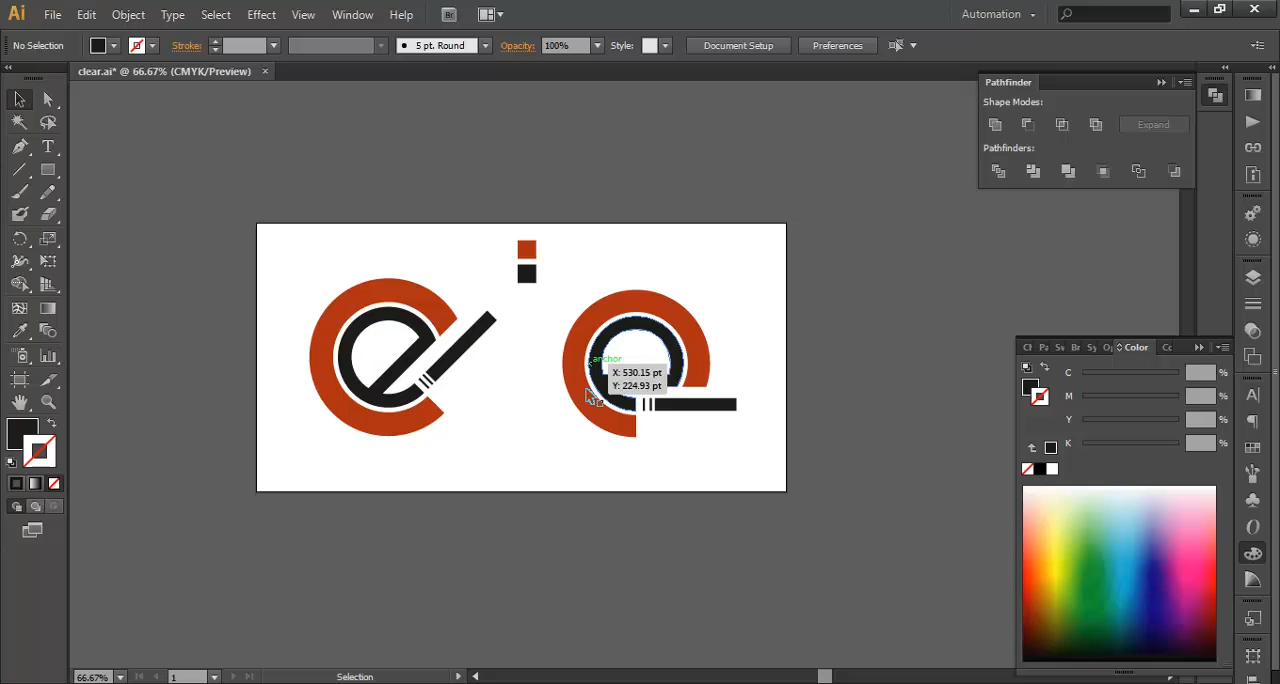 Ai File Edit Object Type Select Effect View Window Help Br Automation
No Selection Stroke: 5 pt. Round Opacity: 100% Style: Document Setup Preferences
clear.ai* @ 66.67% (CMYK/Preview) ×
Pathfinder
Shape Modes:
Expand
Pathfinders:
anchor
X: 530.15 pt
Y: 224.93 pt
Color
C %
M %
Y %
K %
66.67% 1 Selection